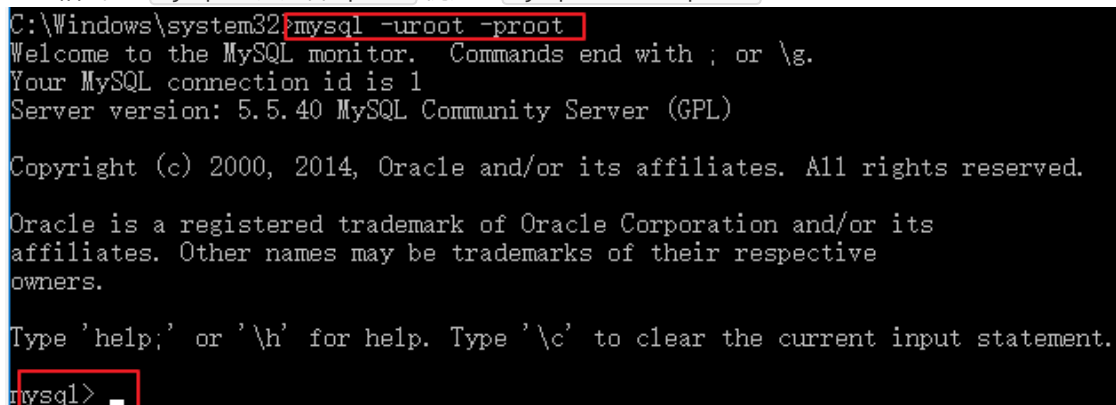 C:\Windows\system32>mysql -uroot -proot
Welcome to the MySQL monitor.  Commands end with ; or \g.
Your MySQL connection id is 1
Server version: 5.5.40 MySQL Community Server (GPL)
Copyright (c) 2000, 2014, Oracle and/or its affiliates. All rights reserved.
Oracle is a registered trademark of Oracle Corporation and/or its
affiliates. Other names may be trademarks of their respective
owners.
Type 'help;' or '\h' for help. Type '\c' to clear the current input statement.
mysql> _